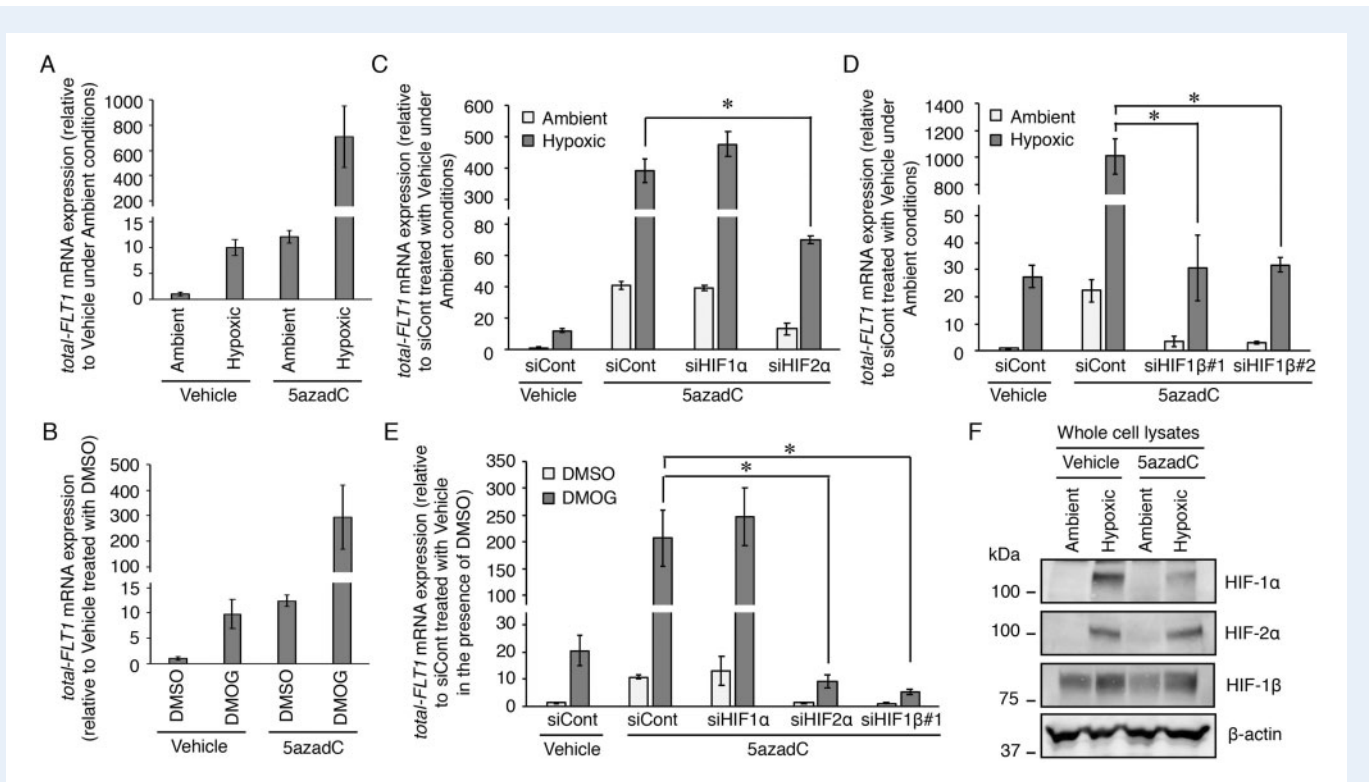 A
total-FLT1 mRNA expression (relative
to Vehicle under Ambient conditions)
1000
800
600
400
200
15
10
5
0
Ambient
Hypoxic
Ambient
Hypoxic
Vehicle
5azadC
C
total-FLT1 mRNA expression (relative
to siCont treated with Vehicle under
Ambient conditions)
600
500
400
300
80
60
40
20
0
Ambient
Hypoxic
*
siCont
siCont
siHIF1α
siHIF2α
Vehicle
5azadC
D
total-FLT1 mRNA expression (relative
to siCont treated with Vehicle under
Ambient conditions)
1400
1200
1000
800
50
40
30
20
10
0
Ambient
Hypoxic
*
*
siCont
siCont
siHIF1β#1
siHIF1β#2
Vehicle
5azadC
B
total-FLT1 mRNA expression
(relative to Vehicle treated with DMSO)
500
400
300
200
100
15
10
5
0
DMSO
DMOG
DMSO
DMOG
Vehicle
5azadC
E
total-FLT1 mRNA expression (relative
to siCont treated with Vehicle
in the presence of DMSO)
350
300
250
200
150
100
30
20
10
0
DMSO
DMOG
*
*
siCont
siCont
siHIF1α
siHIF2α
siHIF1β#1
Vehicle
5azadC
F
Whole cell lysates
Vehicle
5azadC
Ambient
Hypoxic
Ambient
Hypoxic
kDa
100
HIF-1α
100
HIF-2α
75
HIF-1β
37
β-actin